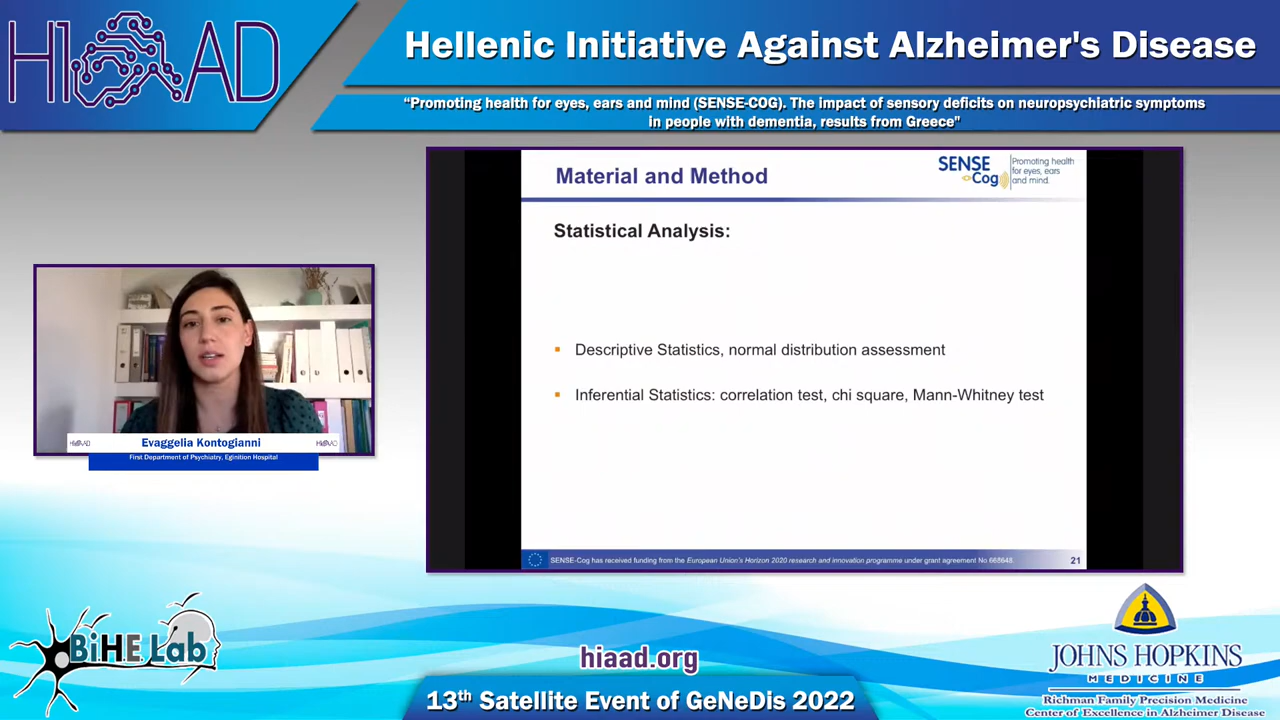 HIAAD
Hellenic Initiative Against Alzheimer's Disease
“Promoting health for eyes, ears and mind (SENSE-COG). The impact of sensory deficits on neuropsychiatric symptoms
in people with dementia, results from Greece”
Material and Method
SENSE
Cog
Promoting health
for eyes, ears
and mind.
Statistical Analysis:
▪ Descriptive Statistics, normal distribution assessment
▪ Inferential Statistics: correlation test, chi square, Mann-Whitney test
SENSE-Cog has received funding from the European Union's Horizon 2020 research and innovation programme under grant agreement No 668648.
21
HIAAD
Evaggelia Kontogianni
HIAAD
First Department of Psychiatry, Eginition Hospital
BiHE Lab
hiaad.org
13th Satellite Event of GeNeDis 2022
JOHNS HOPKINS
MEDICINE
Richman Family Precision Medicine
Center of Excellence in Alzheimer Disease